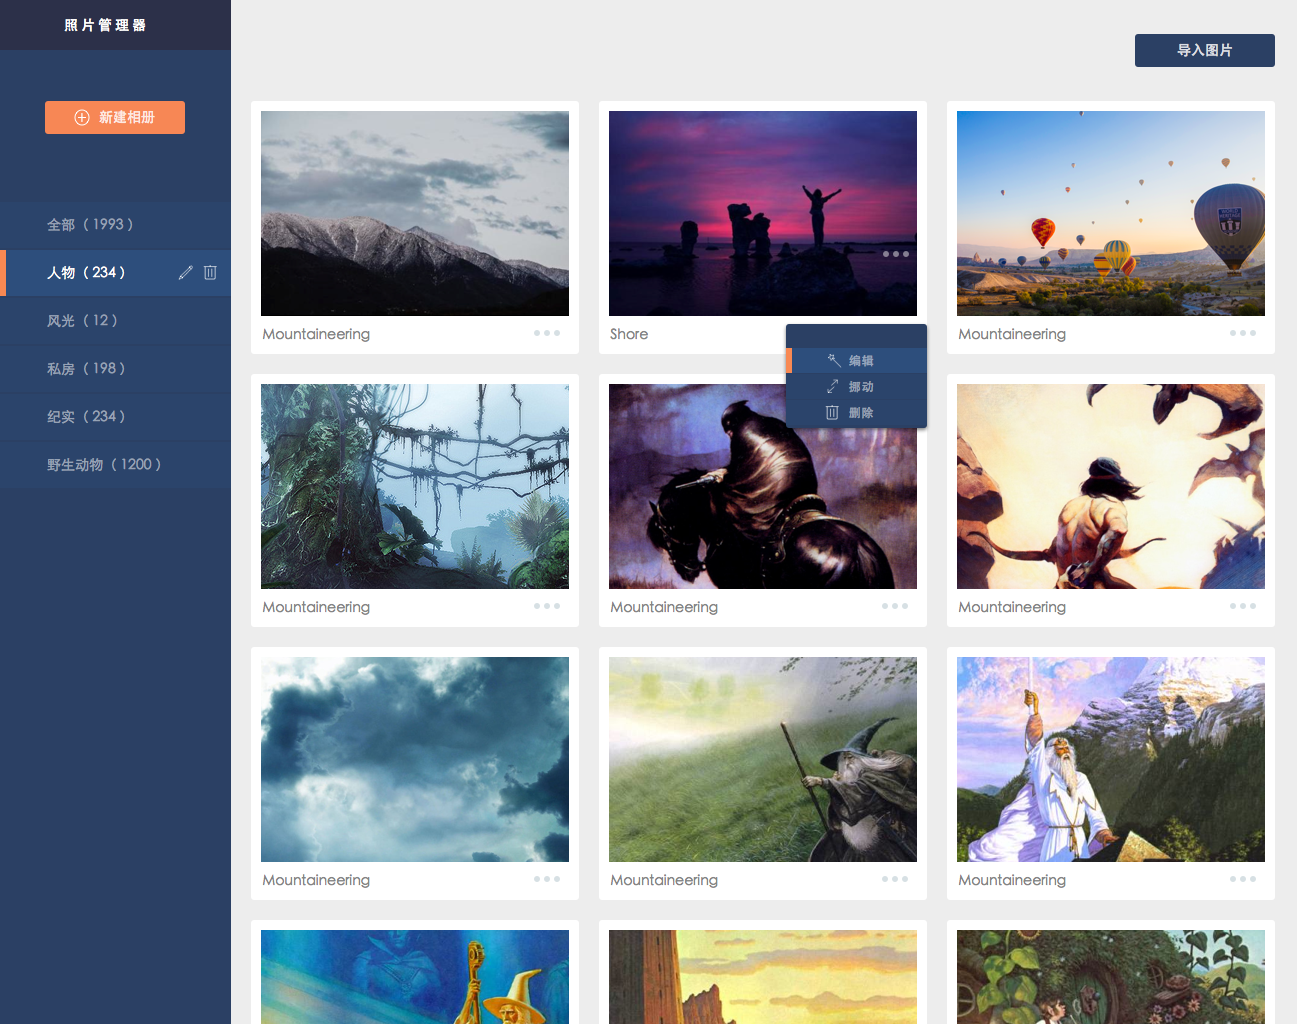 照片管理器
导入图片
新建相册
全部（1993）
人物（234）
风光（12）
私房（198）
纪实（234）
野生动物（1200）
Mountaineering
Shore
Mountaineering
编辑
挪动
删除
Mountaineering
Mountaineering
Mountaineering
Mountaineering
Mountaineering
Mountaineering